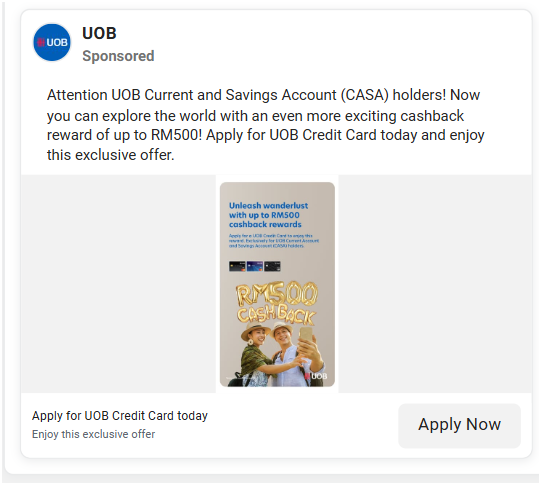 UOB
UOB
Sponsored
Attention UOB Current and Savings Account (CASA) holders! Now
you can explore the world with an even more exciting cashback
reward of up to RM500! Apply for UOB Credit Card today and enjoy
this exclusive offer.
Unleash wanderlust
with up to RM500
cashback rewards
Apply for a UOB Credit Card to enjoy this
reward. Exclusively for UOB Current Account
and Savings Account (CASA) holders.
RM500
CASHBACK
UOB
Apply for UOB Credit Card today
Enjoy this exclusive offer
Apply Now